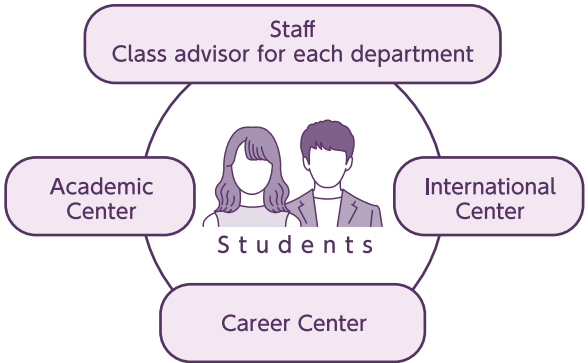 Staff
Class advisor for each department
Academic
Center
International
Center
Students
Career Center